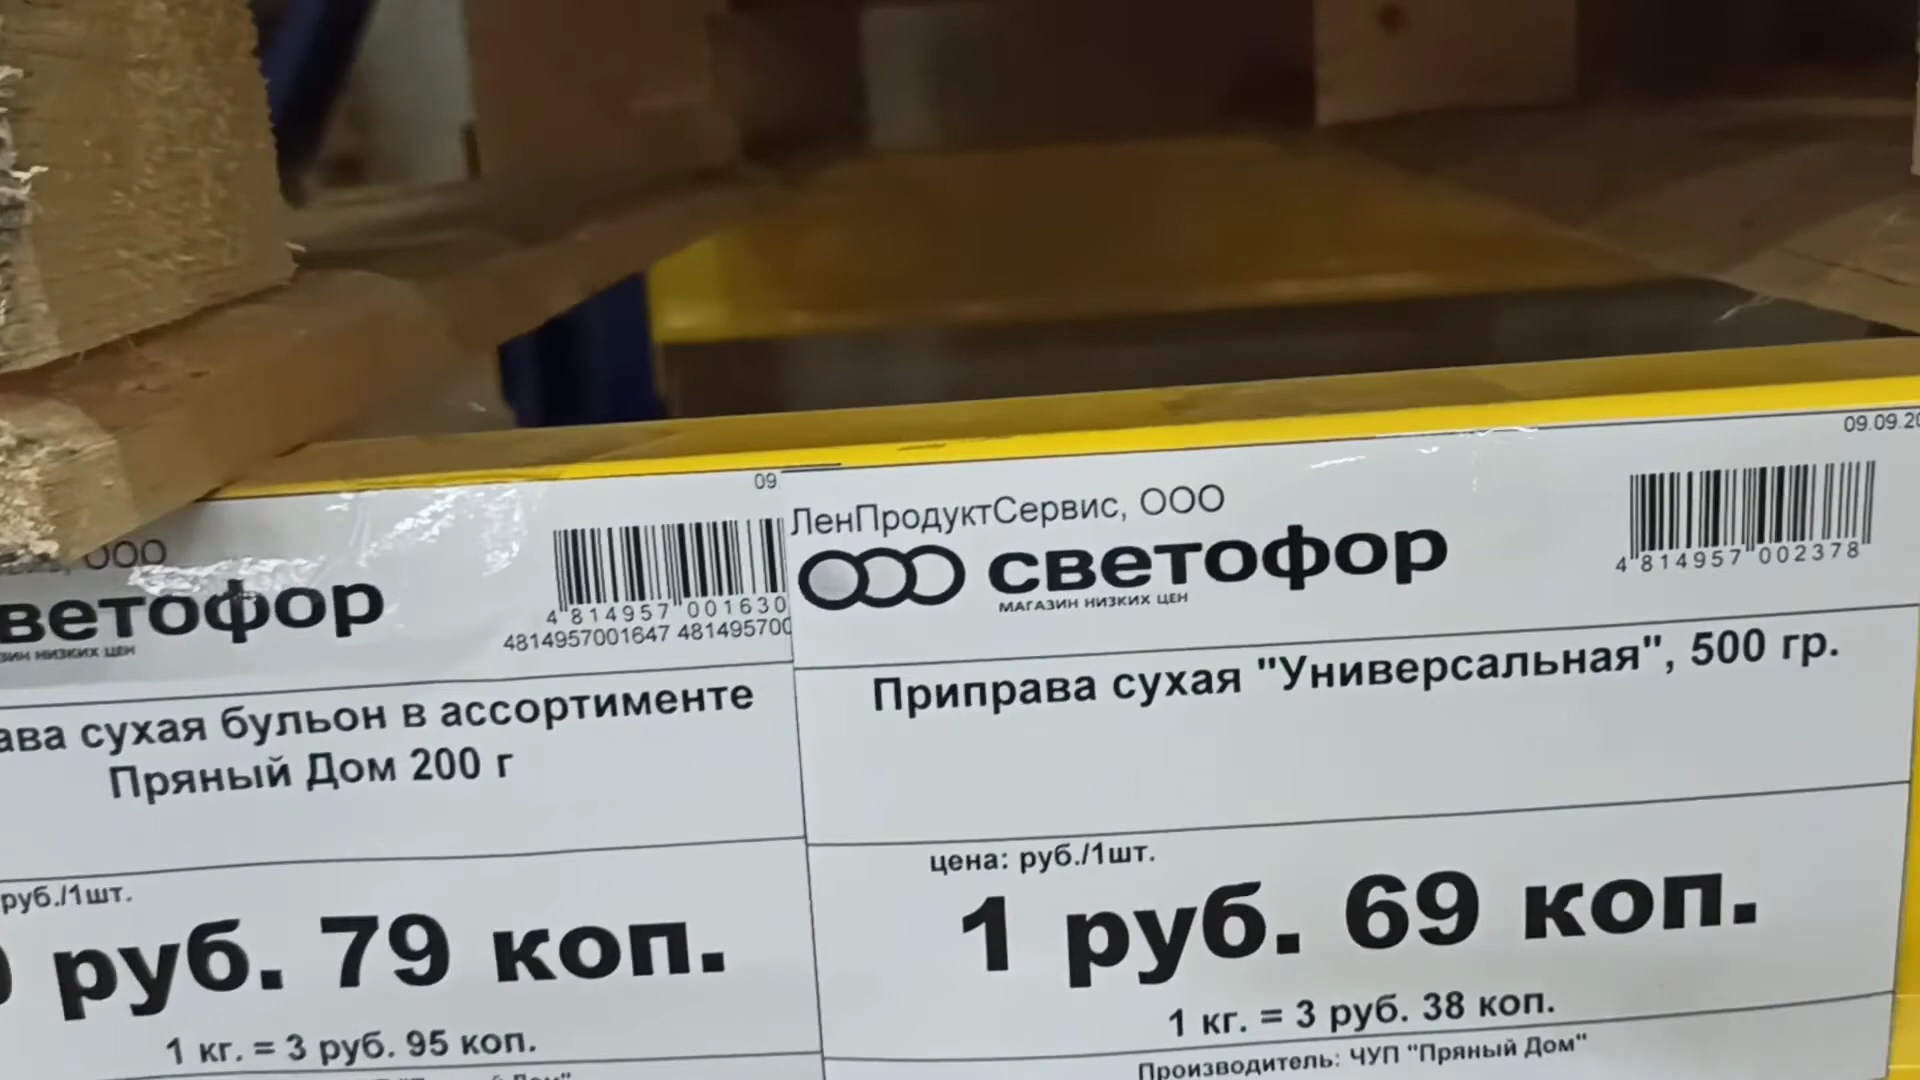 09
ООО
ветофор
зин низких цен
4 814957 001630
4814957001647 481495700
ава сухая бульон в ассортименте
Пряный Дом 200 г
руб./1шт.
руб. 79 коп.
1 кг. = 3 руб. 95 коп.
09.09.20
ЛенПродуктСервис, ООО
светофор
МАГАЗИН НИЗКИХ ЦЕН
4 814957 002378
Приправа сухая "Универсальная", 500 гр.
цена: руб./1шт.
1 руб. 69 коп.
1 кг. = 3 руб. 38 коп.
Производитель: ЧУП "Пряный Дом"